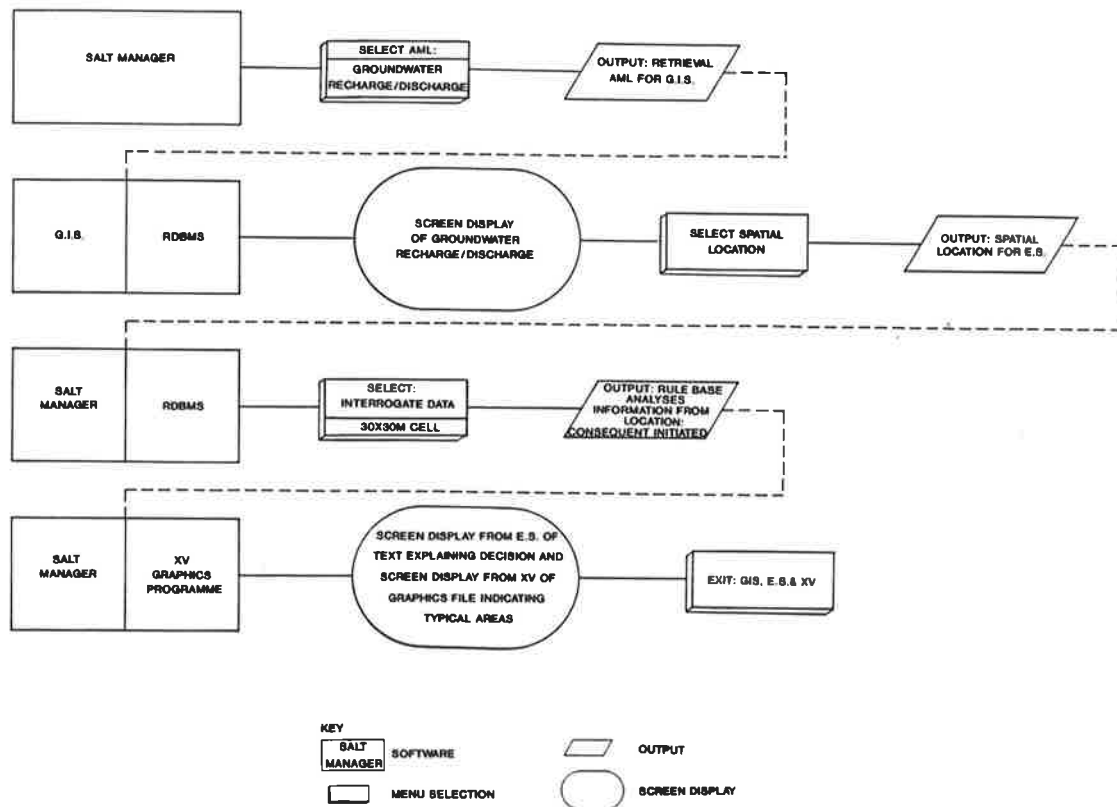 SALT MANAGER
SELECT AML:
GROUNDWATER
RECHARGE/DISCHARGE
OUTPUT: RETRIEVAL
AML FOR G.I.S.
G.I.S.
RDBMS
SCREEN DISPLAY
OF GROUNDWATER
RECHARGE/DISCHARGE
SELECT SPATIAL
LOCATION
OUTPUT: SPATIAL
LOCATION FOR E.S.
SALT
MANAGER
RDBMS
SELECT:
INTERROGATE DATA
30X30M CELL
OUTPUT: RULE BASE
ANALYSES
INFORMATION FROM
LOCATION:
CONSEQUENT INITIATED
SALT
MANAGER
XV
GRAPHICS
PROGRAMME
SCREEN DISPLAY FROM E.S. OF
TEXT EXPLAINING DECISION AND
SCREEN DISPLAY FROM XV OF
GRAPHICS FILE INDICATING
TYPICAL AREAS
EXIT: GIS, E.S.& XV
KEY
SALT
MANAGER
SOFTWARE
OUTPUT
MENU SELECTION
SCREEN DISPLAY